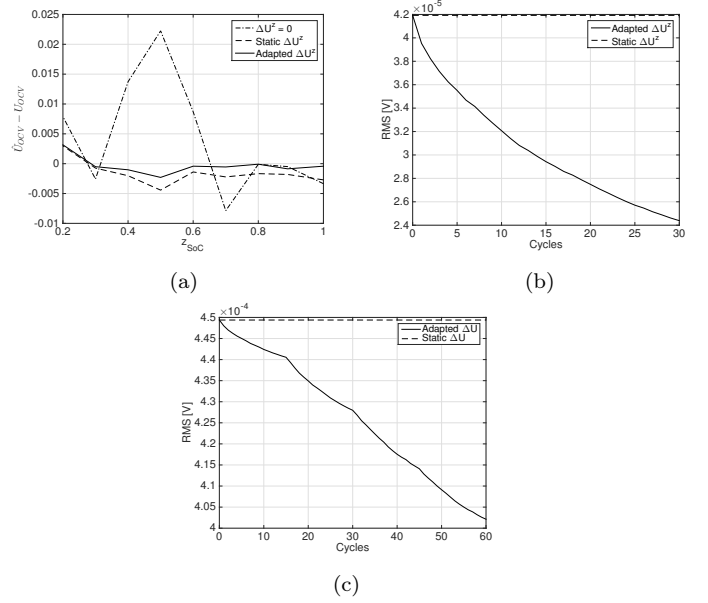 0.025
0.02
0.015
0.01
0.005
0
-0.005
-0.01
Û_OCV − U_OCV
0.2 0.4 0.6 0.8 1
z_SoC
ΔU^z = 0
Static ΔU^z
Adapted ΔU^z
(a)
×10^-5
4.2
4
3.8
3.6
3.4
3.2
3
2.8
2.6
2.4
RMS [V]
0 5 10 15 20 25 30
Cycles
Adapted ΔU^z
Static ΔU^z
(b)
×10^-4
4.5
4.45
4.4
4.35
4.3
4.25
4.2
4.15
4.1
4.05
4
RMS [V]
0 10 20 30 40 50 60
Cycles
Adapted ΔU
Static ΔU
(c)